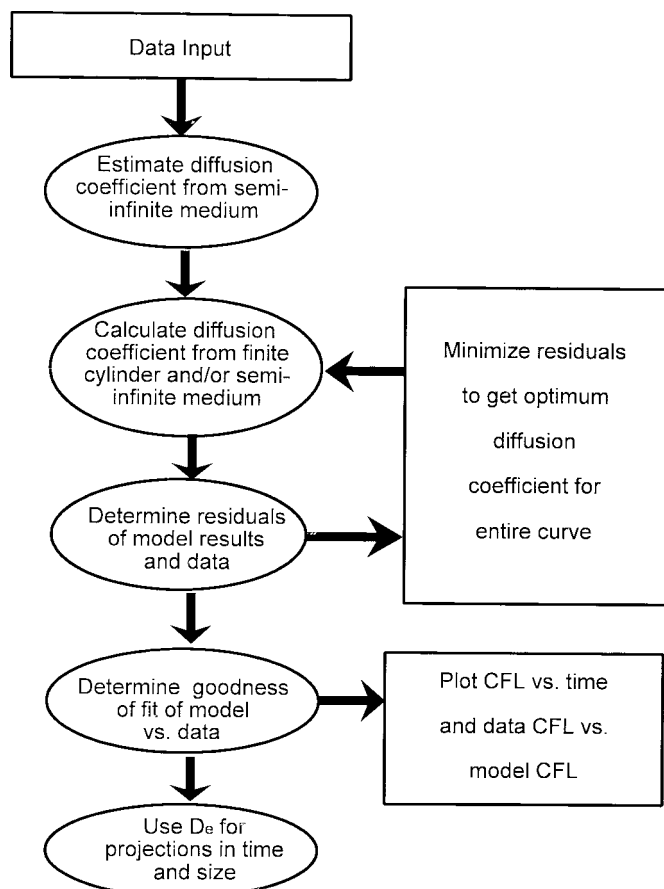 Data Input
Estimate diffusion
coefficient from semi-
infinite medium
Calculate diffusion
coefficient from finite
cylinder and/or semi-
infinite medium
Minimize residuals
to get optimum
diffusion
coefficient for
entire curve
Determine residuals
of model results
and data
Determine goodness
of fit of model
vs. data
Plot CFL vs. time
and data CFL vs.
model CFL
Use De for
projections in time
and size